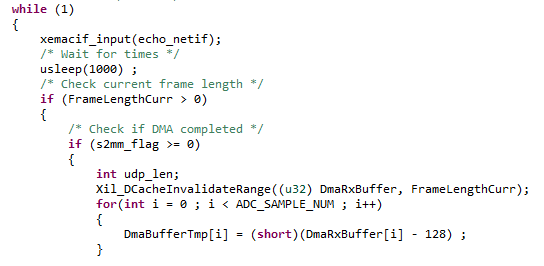 while (1)
{
xemacif_input(echo_netif);
/* Wait for times */
usleep(1000) ;
/* Check current frame length */
if (FrameLengthCurr > 0)
{
/* Check if DMA completed */
if (s2mm_flag >= 0)
{
int udp_len;
Xil_DCacheInvalidateRange((u32) DmaRxBuffer, FrameLengthCurr);
for(int i = 0 ; i < ADC_SAMPLE_NUM ; i++)
{
DmaBufferTmp[i] = (short)(DmaRxBuffer[i] - 128) ;
}